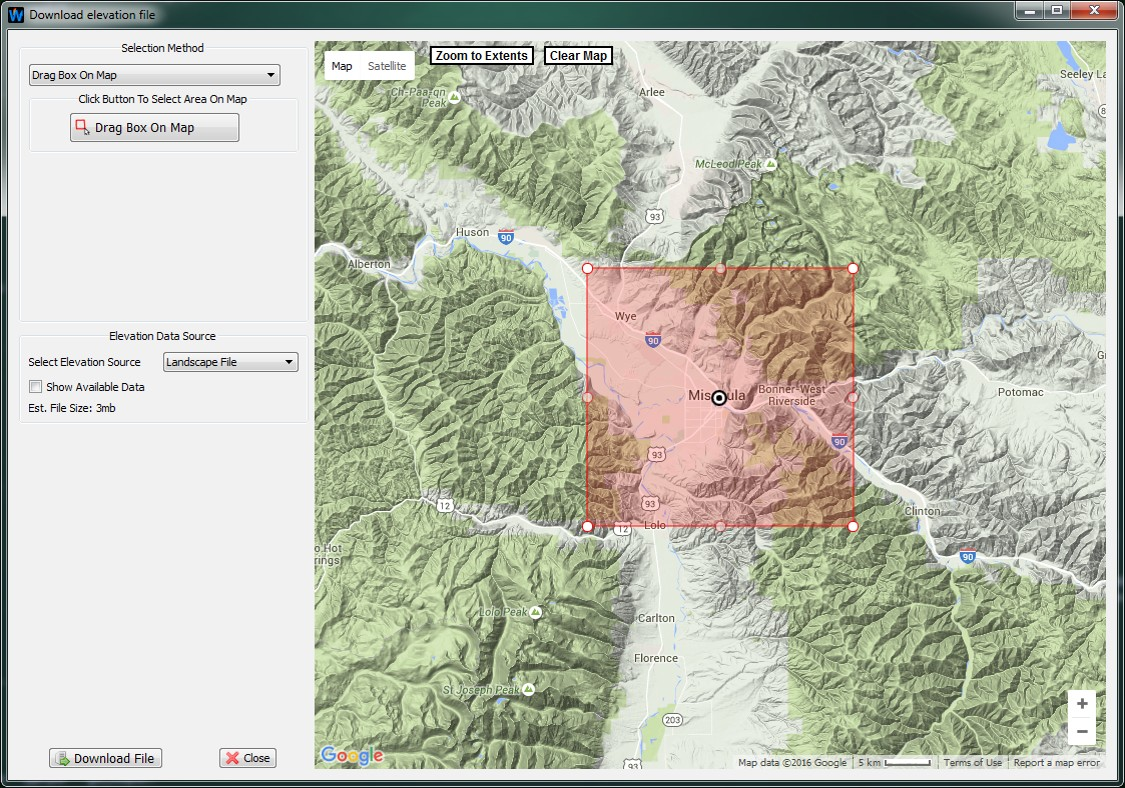 Download elevation file
Selection Method
Drag Box On Map
Click Button To Select Area On Map
Drag Box On Map
Elevation Data Source
Select Elevation Source
Landscape File
Show Available Data
Est. File Size: 3mb
Download File
Close
Map
Satellite
Zoom to Extents
Clear Map
Ch-Paa-qn
Peak
Arlee
Seeley La
McLeod Peak
93
Huson
90
Alberton
Wye
90
Missoula
Bonner-West
Riverside
Potomac
90
93
93
12
12
Lolo
Clinton
90
o Hot
rings
Lolo Peak
Carlton
Florence
St Joseph Peak
203
93
Google
Map data ©2016 Google
5 km
Terms of Use
Report a map error